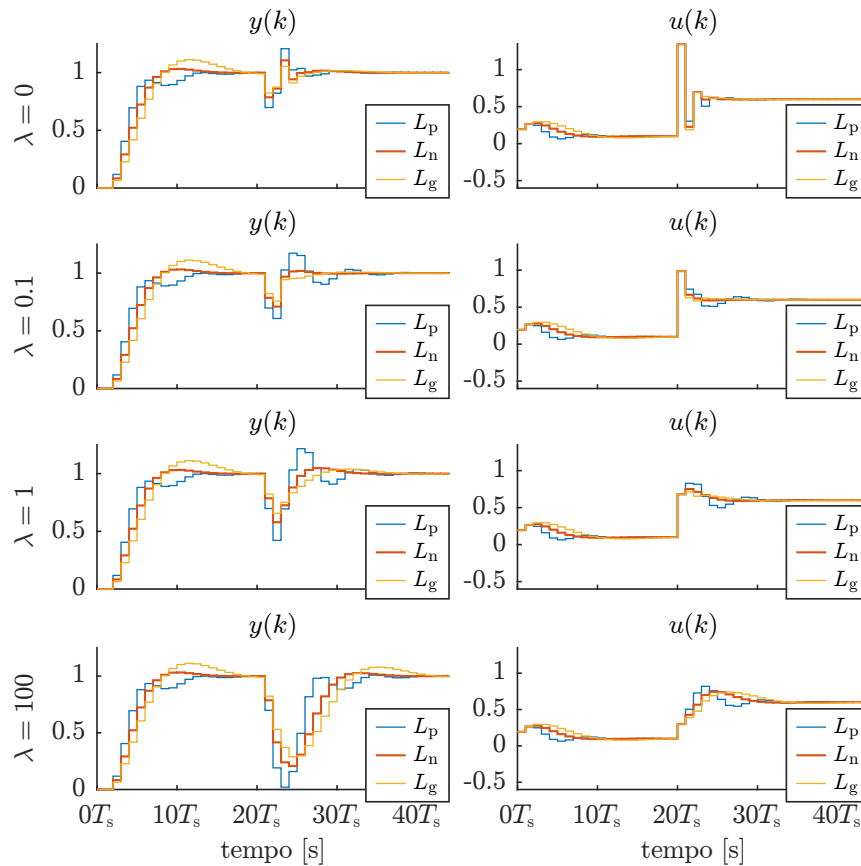 y(k)
u(k)
λ = 0
1
0.5
0
L_p
L_n
L_g
1
0.5
0
-0.5
L_p
L_n
L_g
y(k)
u(k)
λ = 0.1
1
0.5
0
L_p
L_n
L_g
1
0.5
0
-0.5
L_p
L_n
L_g
y(k)
u(k)
λ = 1
1
0.5
0
L_p
L_n
L_g
1
0.5
0
-0.5
L_p
L_n
L_g
y(k)
u(k)
λ = 100
1
0.5
0
L_p
L_n
L_g
1
0.5
0
-0.5
L_p
L_n
L_g
0T_s 10T_s 20T_s 30T_s 40T_s
0T_s 10T_s 20T_s 30T_s 40T_s
tempo [s]
tempo [s]